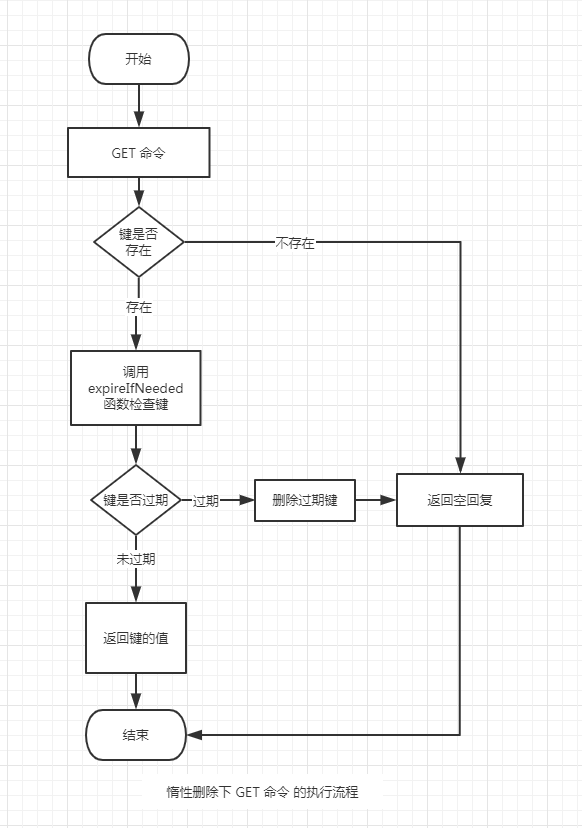 开始
GET 命令
键是否
存在
不存在
存在
调用
expireIfNeeded
函数检查键
键是否过期
过期
删除过期键
返回空回复
未过期
返回键的值
结束
惰性删除下 GET 命令 的执行流程